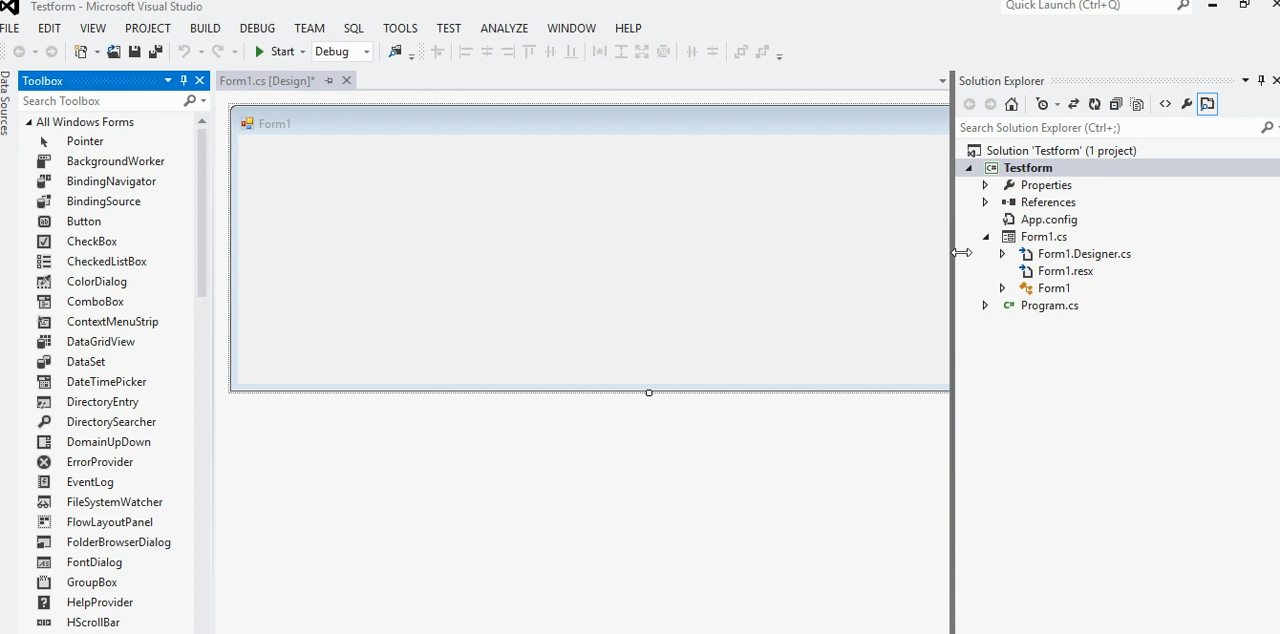 Testform - Microsoft Visual Studio
Quick Launch (Ctrl+Q)
FILE EDIT VIEW PROJECT BUILD DEBUG TEAM SQL TOOLS TEST ANALYZE WINDOW HELP
Start Debug
Data Sources
Toolbox
Search Toolbox
All Windows Forms
Pointer
BackgroundWorker
BindingNavigator
BindingSource
Button
CheckBox
CheckedListBox
ColorDialog
ComboBox
ContextMenuStrip
DataGridView
DataSet
DateTimePicker
DirectoryEntry
DirectorySearcher
DomainUpDown
ErrorProvider
EventLog
FileSystemWatcher
FlowLayoutPanel
FolderBrowserDialog
FontDialog
GroupBox
HelpProvider
HScrollBar
Form1.cs [Design]*
Form1
Solution Explorer
Search Solution Explorer (Ctrl+;)
Solution 'Testform' (1 project)
Testform
Properties
References
App.config
Form1.cs
Form1.Designer.cs
Form1.resx
Form1
Program.cs